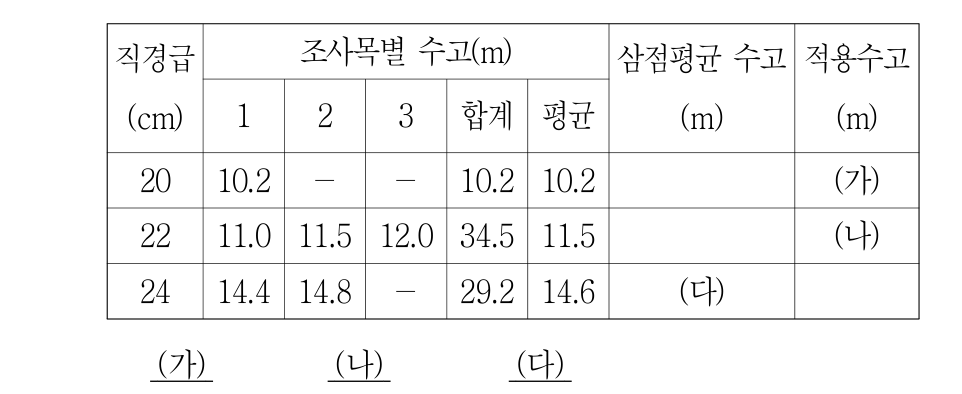 직경급 (cm) 조사목별 수고(m) 삼점평균 수고 (m) 적용수고 (m)
1 2 3 합계 평균
20 10.2 － － 10.2 10.2 (가)
22 11.0 11.5 12.0 34.5 11.5 (나)
24 14.4 14.8 － 29.2 14.6 (다)
(가) (나) (다)